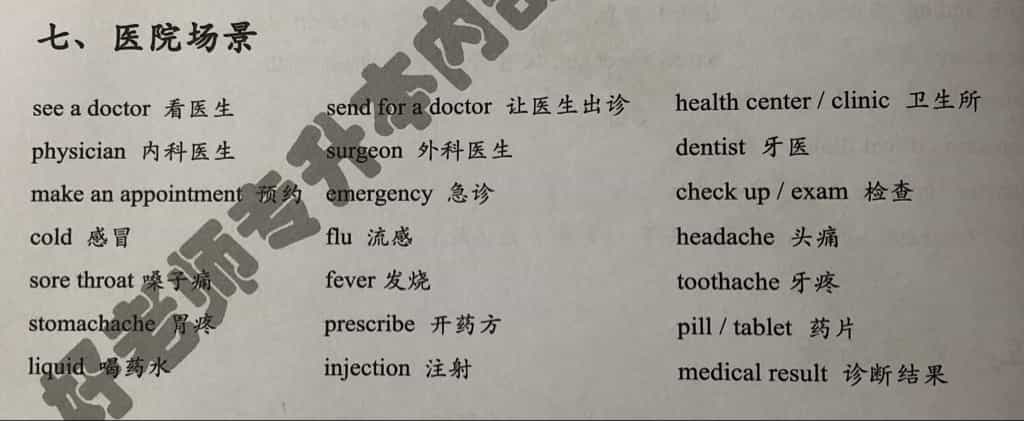 七、医院场景
see a doctor 看医生 send for a doctor 让医生出诊 health center / clinic 卫生所
physician 内科医生 surgeon 外科医生 dentist 牙医
make an appointment 预约 emergency 急诊 check up / exam 检查
cold 感冒 flu 流感 headache 头痛
sore throat 嗓子痛 fever 发烧 toothache 牙疼
stomachache 胃疼 prescribe 开药方 pill / tablet 药片
liquid 喝药水 injection 注射 medical result 诊断结果
好老师专升本内部